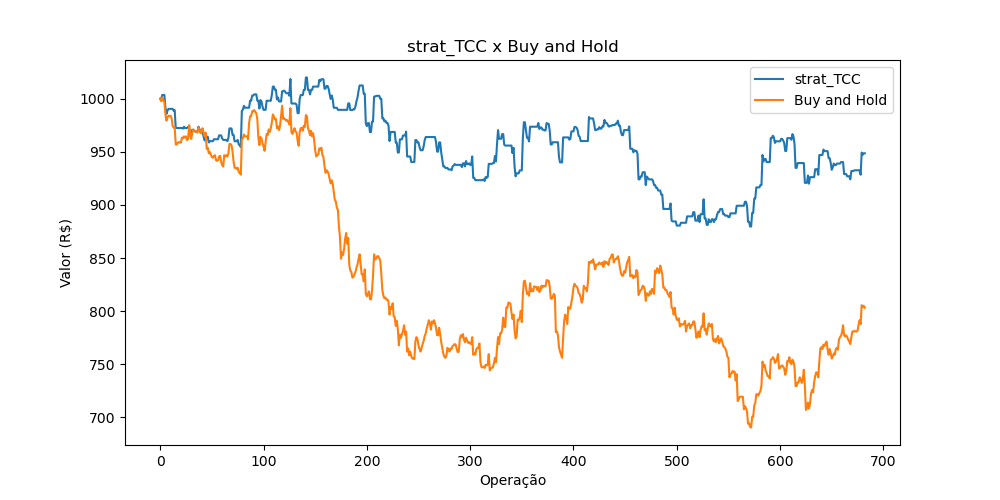 strat_TCC x Buy and Hold
strat_TCC
Buy and Hold
Valor (R$)
1000
950
900
850
800
750
700
0 100 200 300 400 500 600 700
Operação